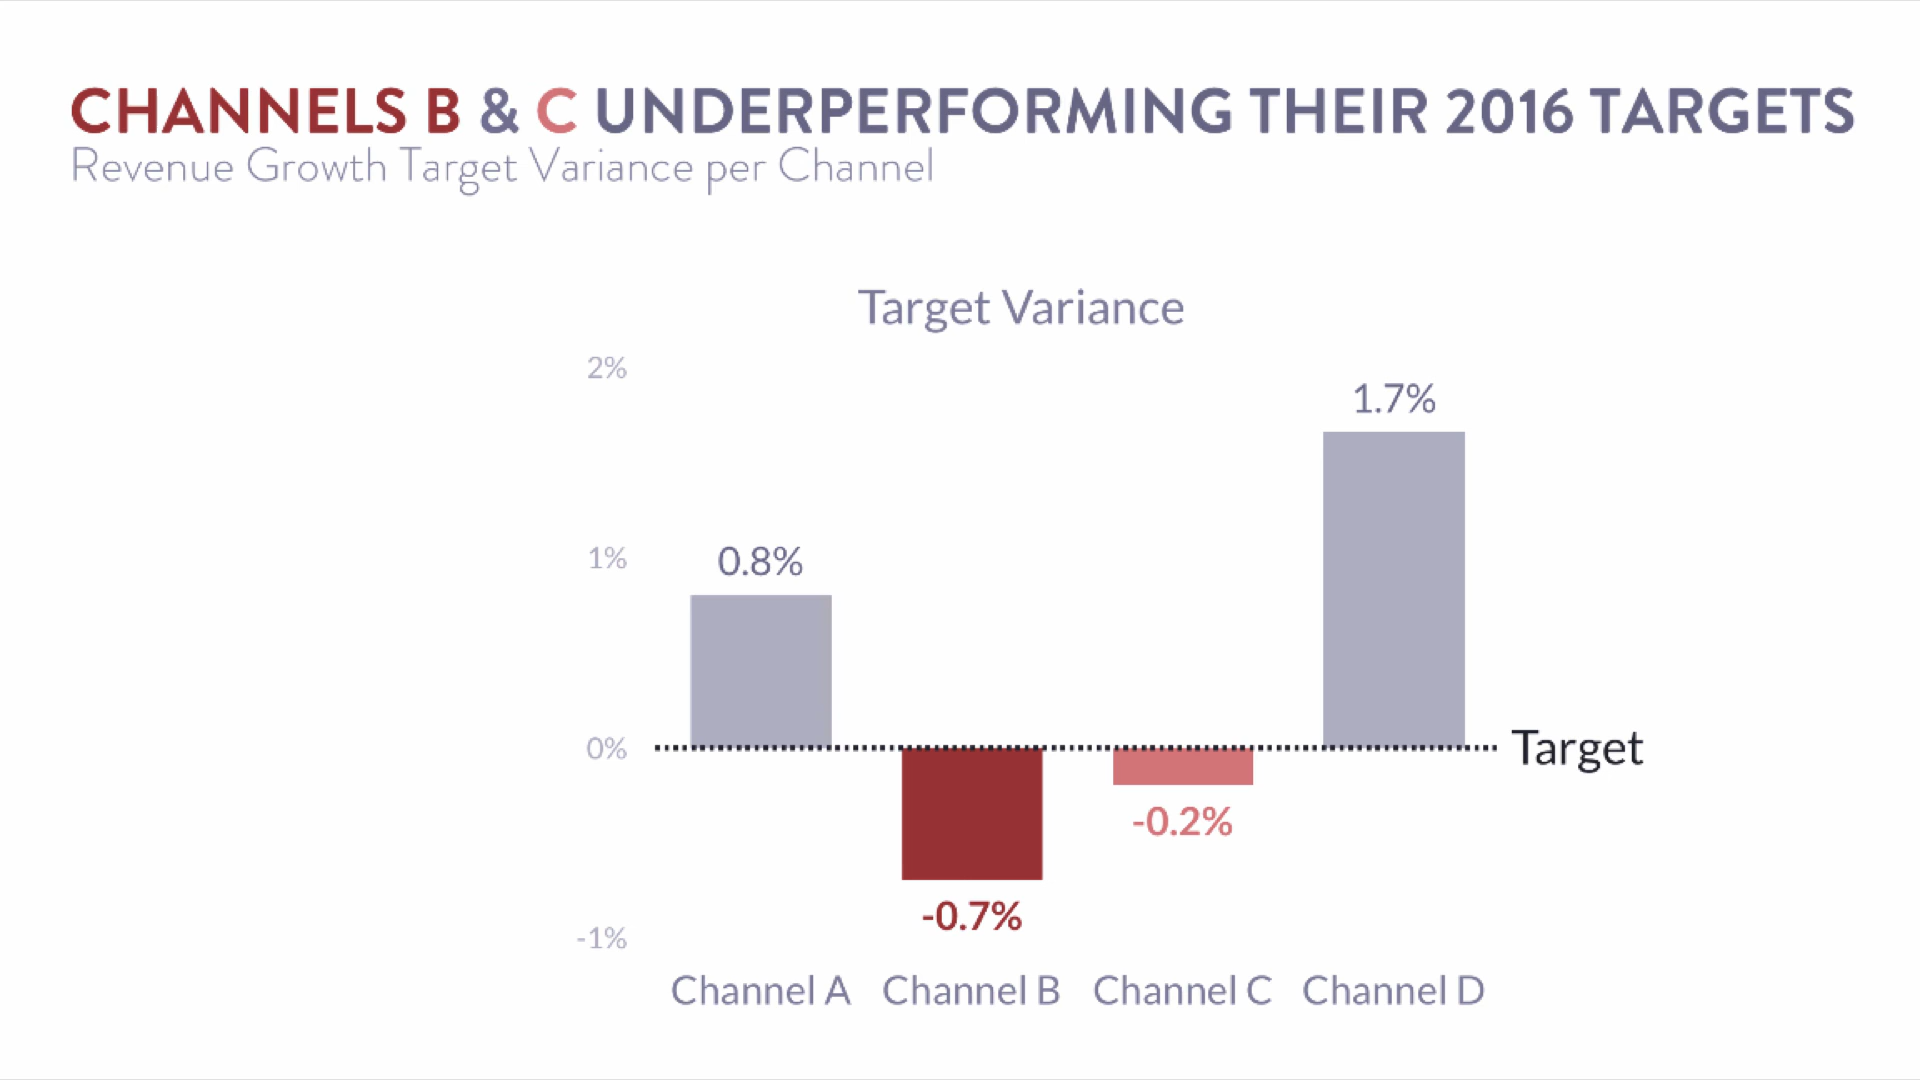 CHANNELS B & C UNDERPERFORMING THEIR 2016 TARGETS
Revenue Growth Target Variance per Channel
Target Variance
2%
1.7%
1%
0.8%
0%
Target
-0.2%
-0.7%
-1%
Channel A
Channel B
Channel C
Channel D